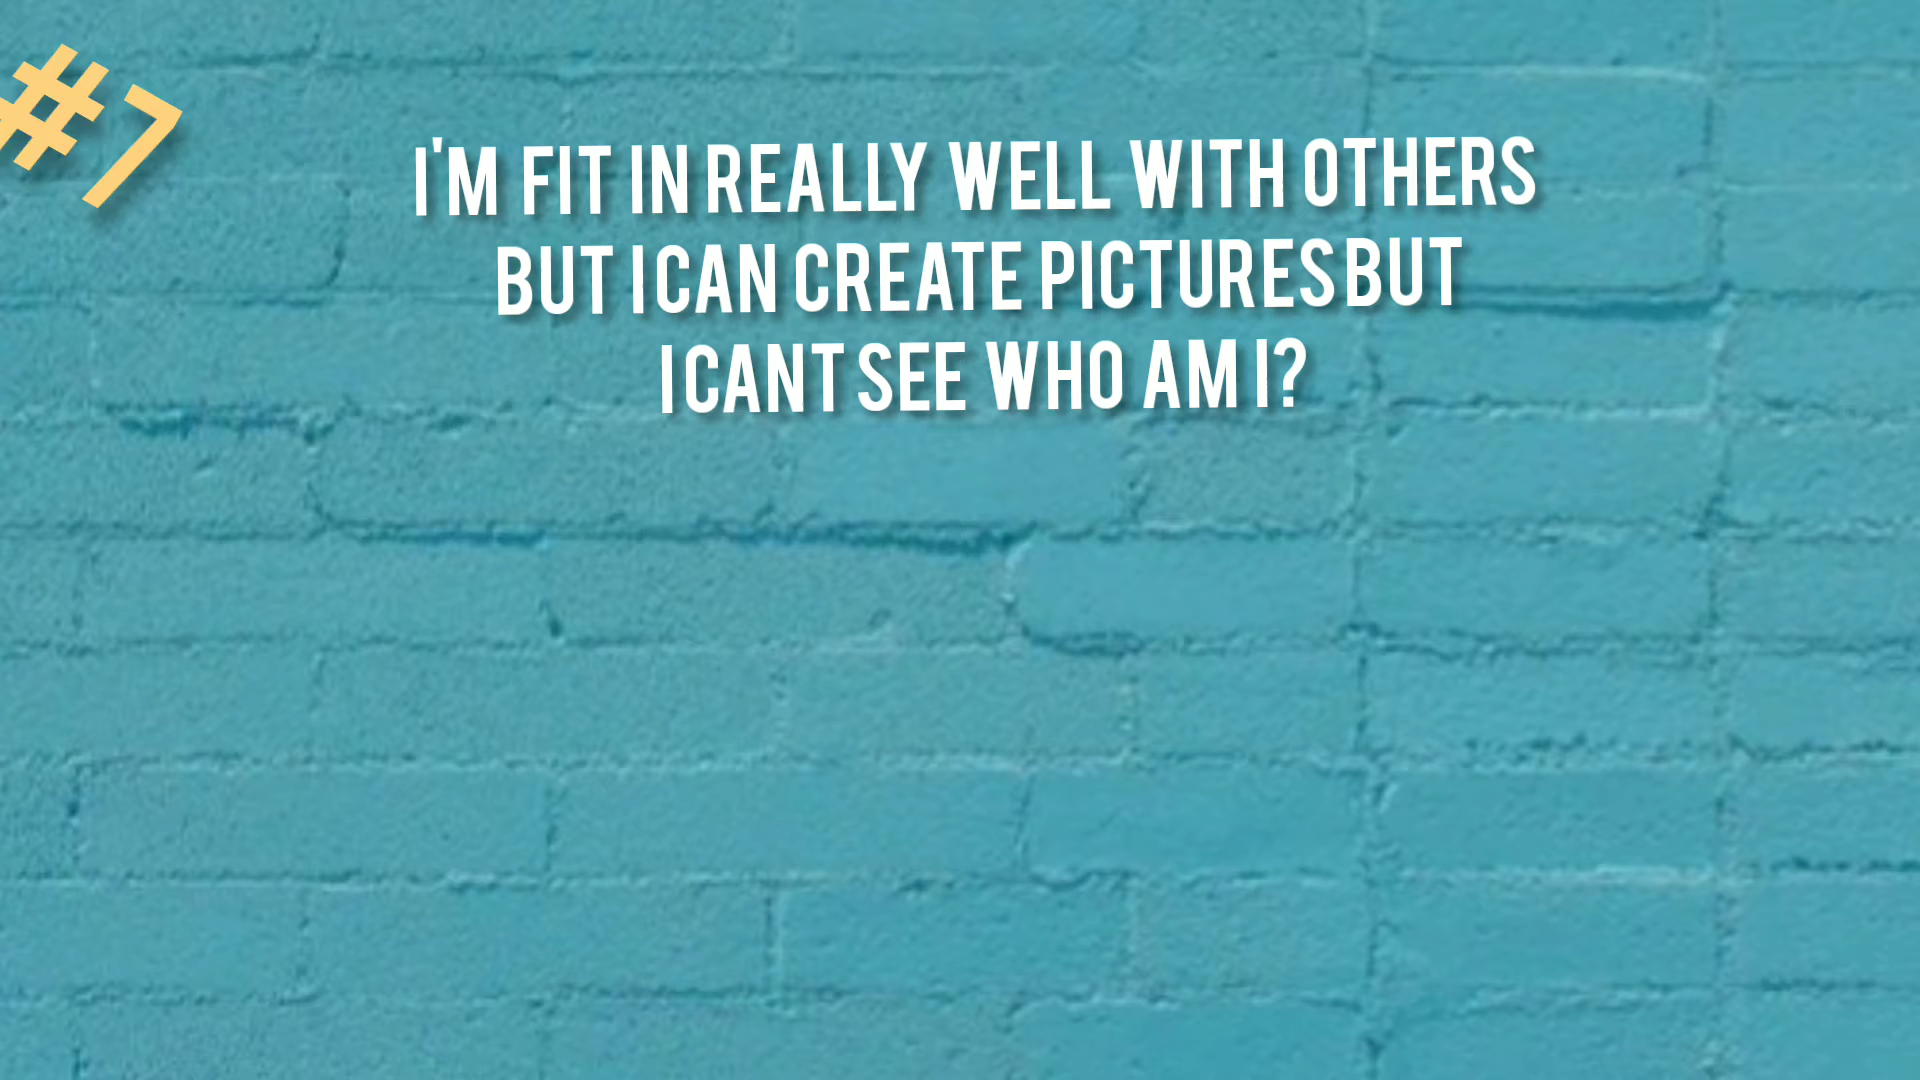 #7
I'M FIT IN REALLY WELL WITH OTHERS
BUT I CAN CREATE PICTURES BUT
I CANT SEE WHO AM I?